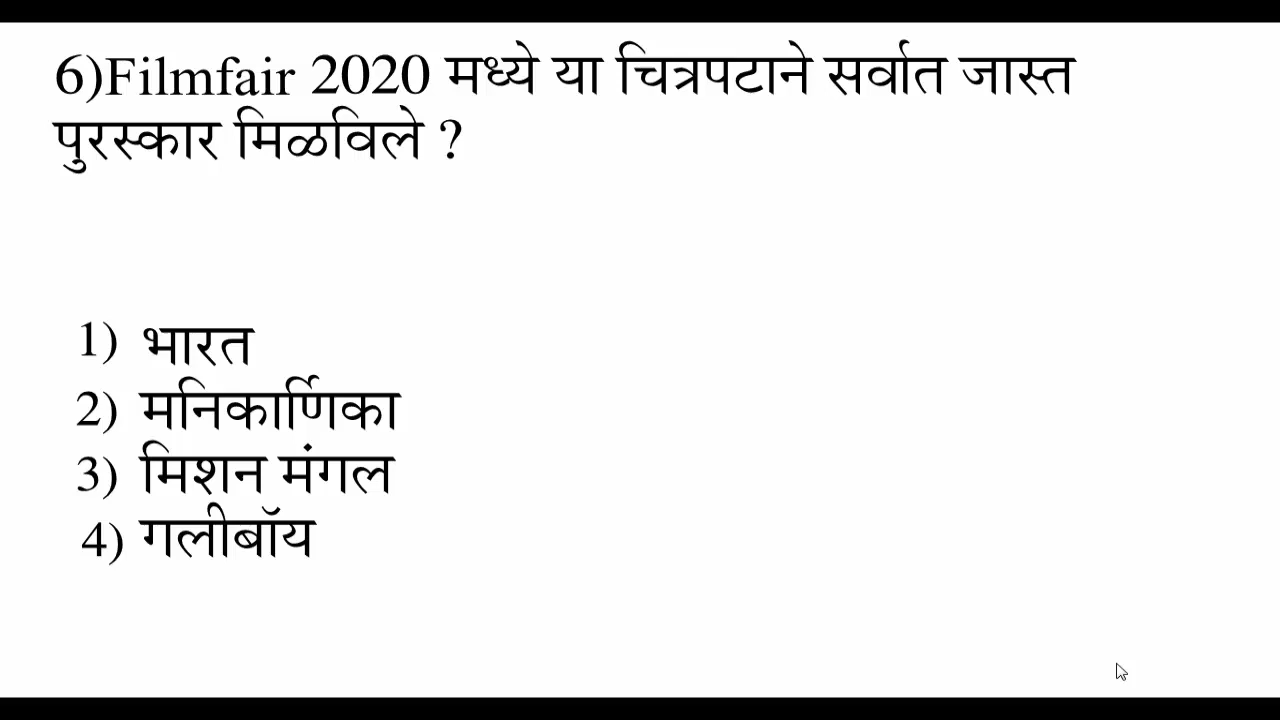 6)Filmfair 2020 मध्ये या चित्रपटाने सर्वात जास्त
पुरस्कार मिळविले ?
1) भारत
2) मनिकार्णिका
3) मिशन मंगल
4) गलीबॉय